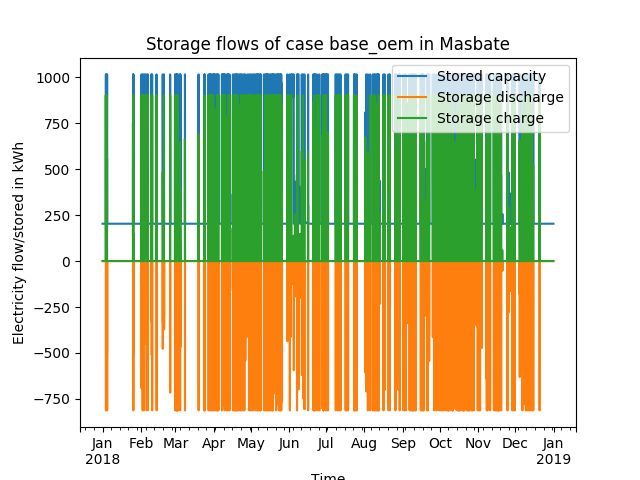 Storage flows of case base_oem in Masbate
Stored capacity
Storage discharge
Storage charge
Electricity flow/stored in kWh
1000
750
500
250
0
−250
−500
−750
Jan Feb Mar Apr May Jun Jul Aug Sep Oct Nov Dec Jan
2018 2019
Time